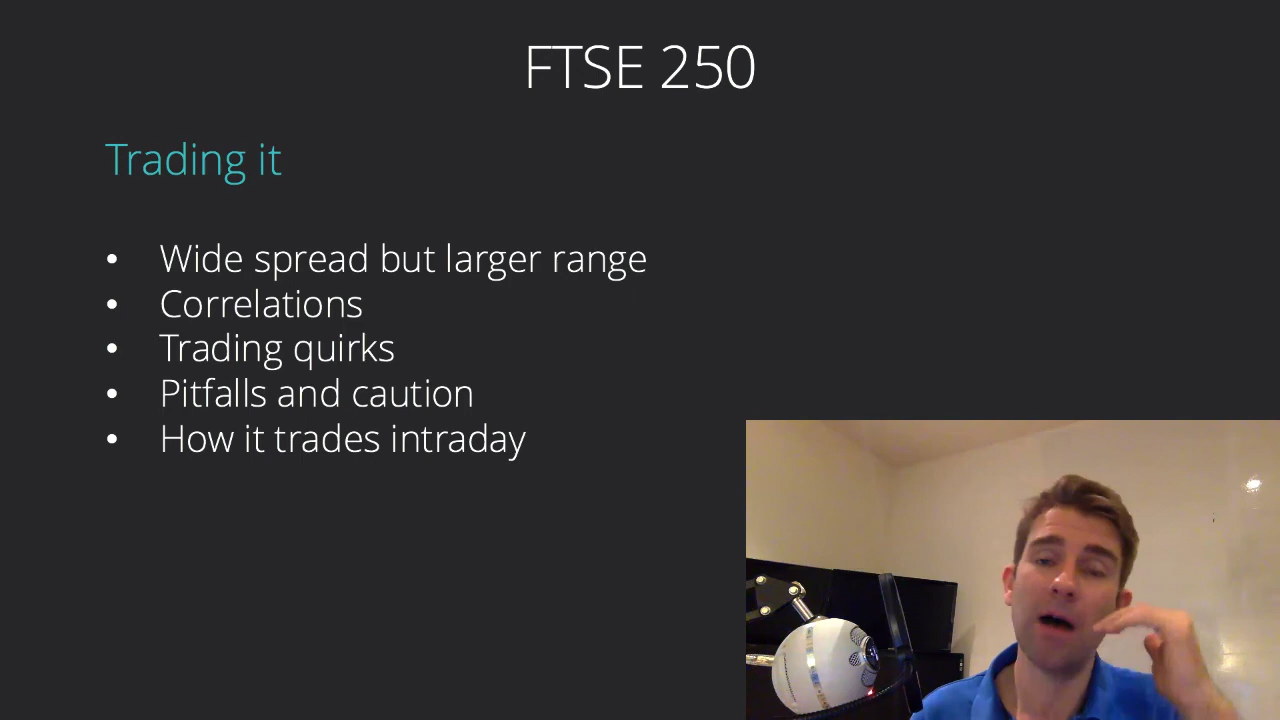 FTSE 250
Trading it
• Wide spread but larger range
• Correlations
• Trading quirks
• Pitfalls and caution
• How it trades intraday